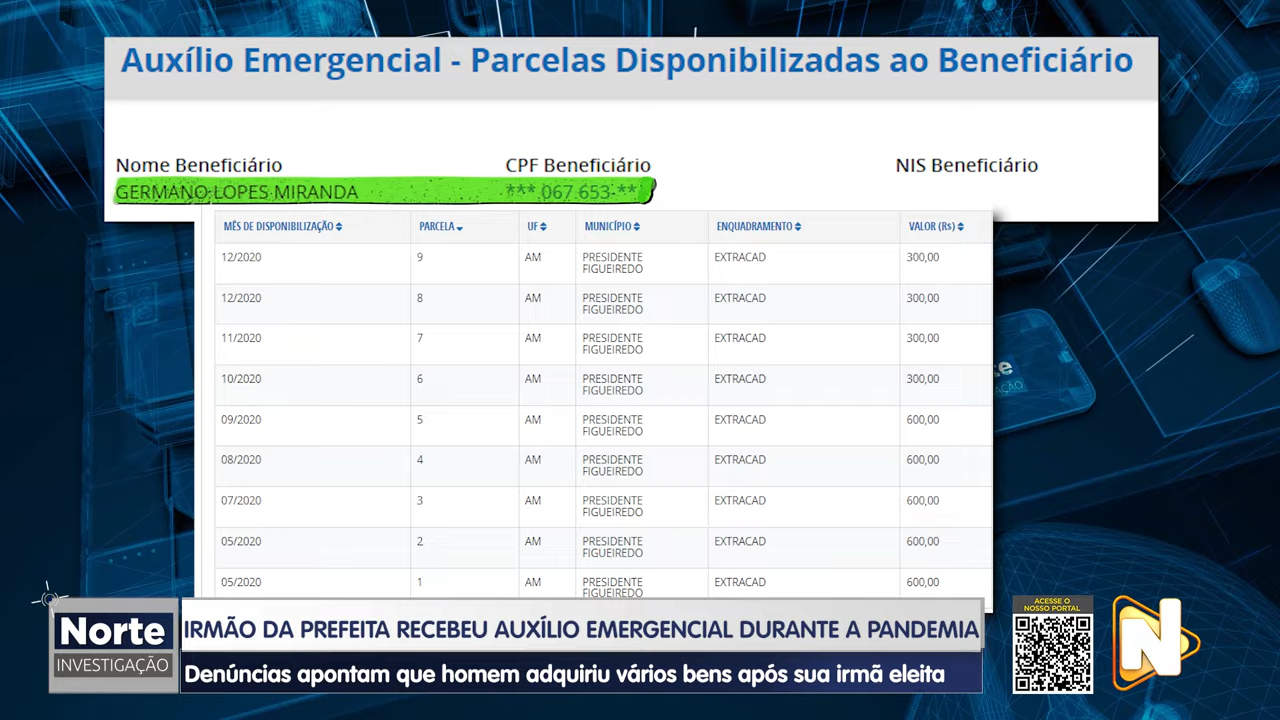 Auxílio Emergencial - Parcelas Disponibilizadas ao Beneficiário
Nome Beneficiário CPF Beneficiário NIS Beneficiário
GERMANO LOPES MIRANDA *** 067.653-**
MÊS DE DISPONIBILIZAÇÃO PARCELA UF MUNICÍPIO ENQUADRAMENTO VALOR (R$)
12/2020 9 AM PRESIDENTE FIGUEIREDO EXTRACAD 300,00
12/2020 8 AM PRESIDENTE FIGUEIREDO EXTRACAD 300,00
11/2020 7 AM PRESIDENTE FIGUEIREDO EXTRACAD 300,00
10/2020 6 AM PRESIDENTE FIGUEIREDO EXTRACAD 300,00
09/2020 5 AM PRESIDENTE FIGUEIREDO EXTRACAD 600,00
08/2020 4 AM PRESIDENTE FIGUEIREDO EXTRACAD 600,00
07/2020 3 AM PRESIDENTE FIGUEIREDO EXTRACAD 600,00
05/2020 2 AM PRESIDENTE FIGUEIREDO EXTRACAD 600,00
05/2020 1 AM PRESIDENTE FIGUEIREDO EXTRACAD 600,00
Norte
INVESTIGAÇÃO
IRMÃO DA PREFEITA RECEBEU AUXÍLIO EMERGENCIAL DURANTE A PANDEMIA
Denúncias apontam que homem adquiriu vários bens após sua irmã eleita
ACESSE O
NOSSO PORTAL
N